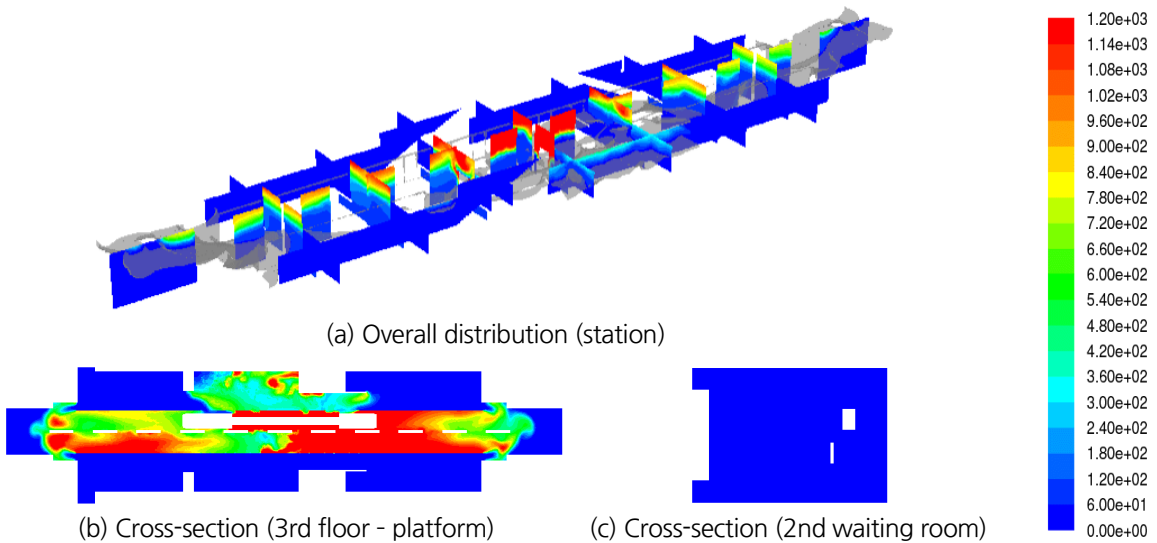 1.20e+03
1.14e+03
1.08e+03
1.02e+03
9.60e+02
9.00e+02
8.40e+02
7.80e+02
7.20e+02
6.60e+02
6.00e+02
5.40e+02
4.80e+02
4.20e+02
3.60e+02
3.00e+02
2.40e+02
1.80e+02
1.20e+02
6.00e+01
0.00e+00
(a) Overall distribution (station)
(b) Cross-section (3rd floor - platform)
(c) Cross-section (2nd waiting room)